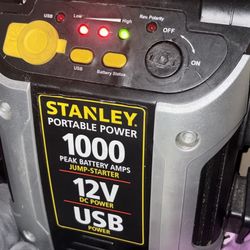 USB
Low
High
Rev. Polarity
OFF
ON
USB
Battery Status
STANLEY
PORTABLE POWER
1000
PEAK BATTERY AMPS
JUMP-STARTER
12V
DC POWER
USB
POWER